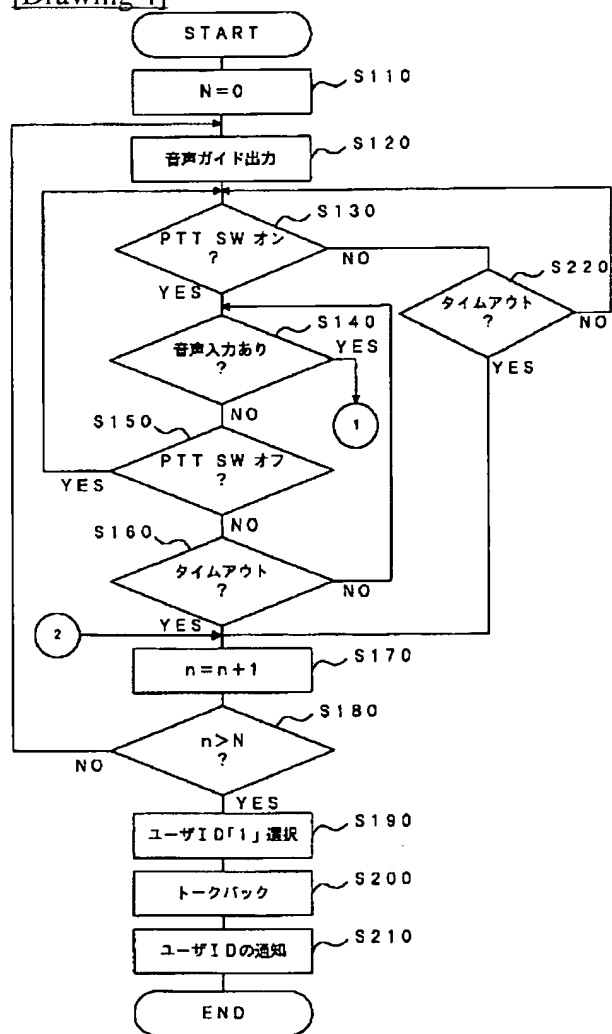 [Drawing 4]
START
N=0
S110
音声ガイド出力
S120
PTT SW オン
?
S130
NO
YES
タイムアウト
?
S220
NO
YES
音声入力あり
?
S140
YES
1
NO
S150
PTT SW オフ
?
YES
NO
S160
タイムアウト
?
NO
YES
2
n=n+1
S170
n>N
?
S180
NO
YES
ユーザID「1」選択
S190
トークバック
S200
ユーザIDの通知
S210
END